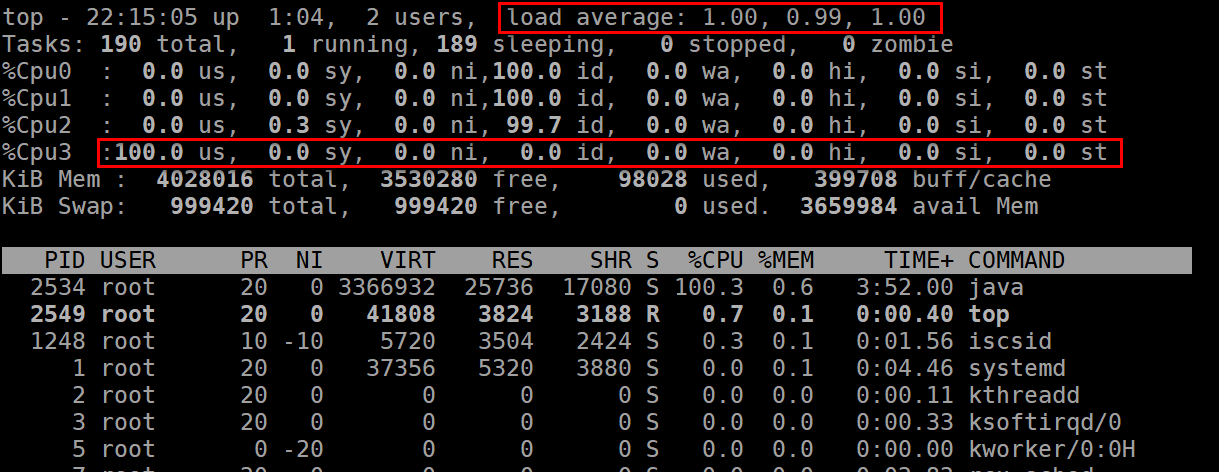 top - 22:15:05 up  1:04,  2 users,  load average: 1.00, 0.99, 1.00
Tasks: 190 total,   1 running, 189 sleeping,   0 stopped,   0 zombie
%Cpu0  :  0.0 us,  0.0 sy,  0.0 ni,100.0 id,  0.0 wa,  0.0 hi,  0.0 si,  0.0 st
%Cpu1  :  0.0 us,  0.0 sy,  0.0 ni,100.0 id,  0.0 wa,  0.0 hi,  0.0 si,  0.0 st
%Cpu2  :  0.0 us,  0.3 sy,  0.0 ni, 99.7 id,  0.0 wa,  0.0 hi,  0.0 si,  0.0 st
%Cpu3  :100.0 us,  0.0 sy,  0.0 ni,  0.0 id,  0.0 wa,  0.0 hi,  0.0 si,  0.0 st
KiB Mem :  4028016 total,  3530280 free,    98028 used,   399708 buff/cache
KiB Swap:   999420 total,   999420 free,        0 used.  3659984 avail Mem
PID USER      PR  NI    VIRT    RES    SHR S  %CPU %MEM     TIME+ COMMAND
2534 root      20   0 3366932  25736  17080 S 100.3  0.6   3:52.00 java
2549 root      20   0   41808   3824   3188 R   0.7  0.1   0:00.40 top
1248 root      10 -10    5720   3504   2424 S   0.3  0.1   0:01.56 iscsid
1 root      20   0   37356   5320   3880 S   0.0  0.1   0:04.46 systemd
2 root      20   0       0      0      0 S   0.0  0.0   0:00.11 kthreadd
3 root      20   0       0      0      0 S   0.0  0.0   0:00.33 ksoftirqd/0
5 root       0 -20       0      0      0 S   0.0  0.0   0:00.00 kworker/0:0H